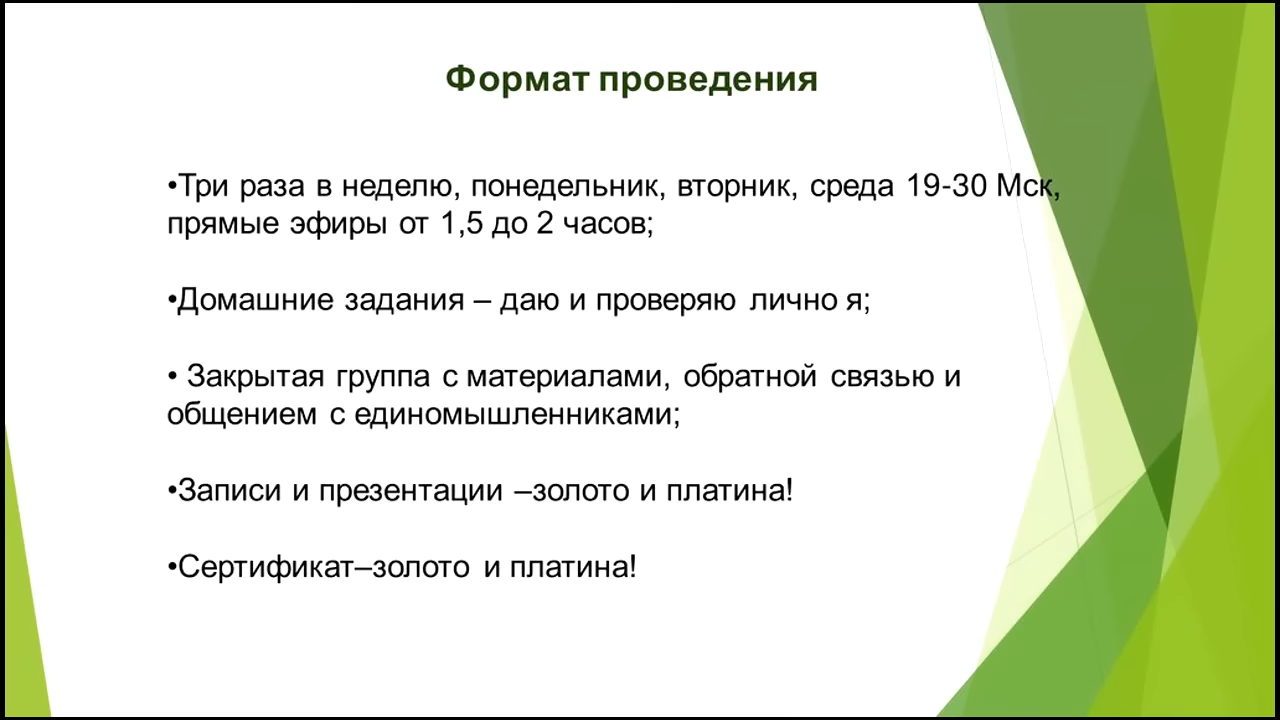 Формат проведения
•Три раза в неделю, понедельник, вторник, среда 19-30 Мск,
прямые эфиры от 1,5 до 2 часов;
•Домашние задания – даю и проверяю лично я;
• Закрытая группа с материалами, обратной связью и
общением с единомышленниками;
•Записи и презентации –золото и платина!
•Сертификат–золото и платина!